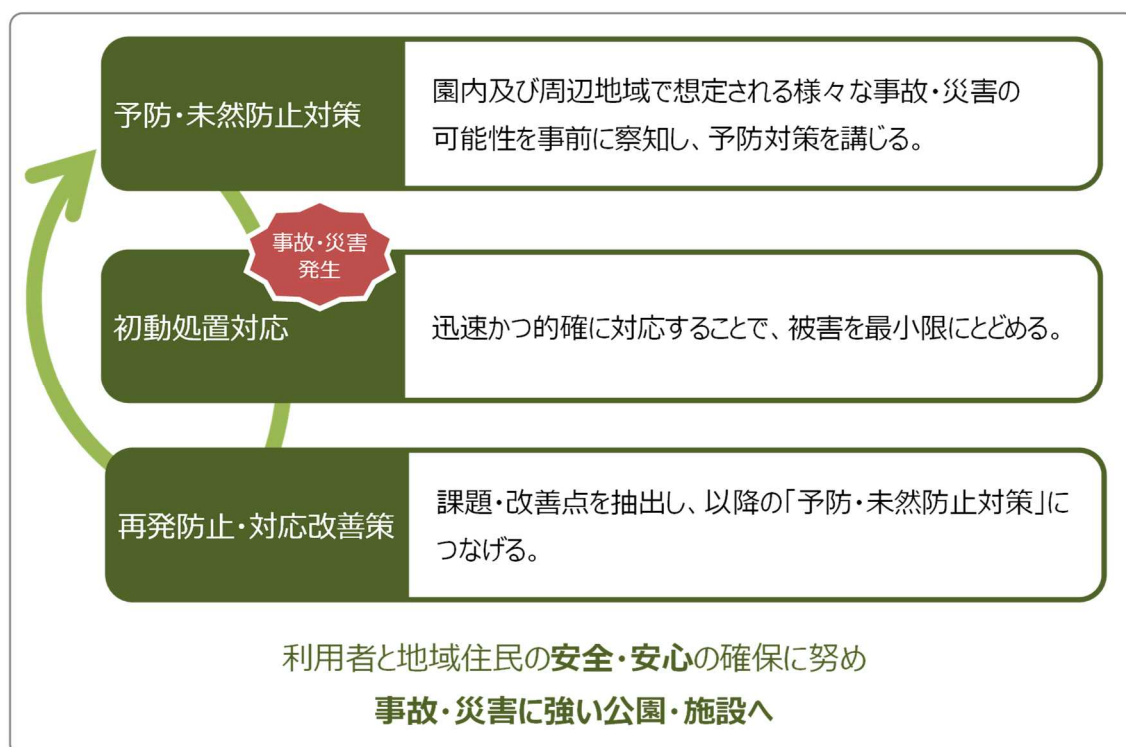 予防・未然防止対策
園内及び周辺地域で想定される様々な事故・災害の
可能性を事前に察知し、予防対策を講じる。
事故・災害
発生
初動処置対応
迅速かつ的確に対応することで、被害を最小限にとどめる。
再発防止・対応改善策
課題・改善点を抽出し、以降の「予防・未然防止対策」に
つなげる。
利用者と地域住民の安全・安心の確保に努め
事故・災害に強い公園・施設へ